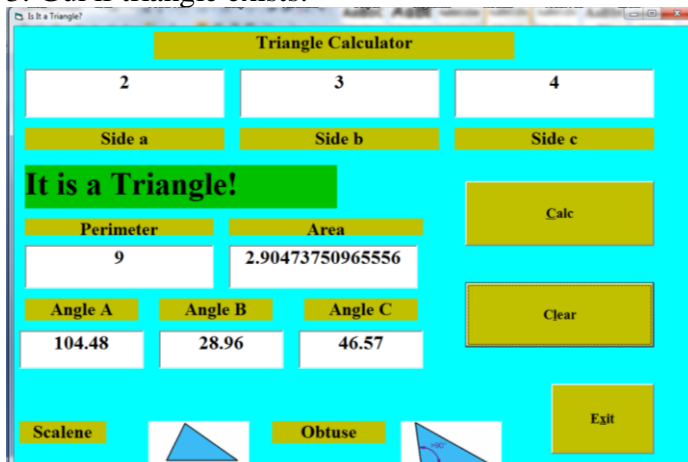 Is It a Triangle?
Triangle Calculator
2 3 4
Side a Side b Side c
It is a Triangle!
Calc
Perimeter Area
9 2.90473750965556
Angle A Angle B Angle C
Clear
104.48 28.96 46.57
Exit
Scalene Obtuse
>90°